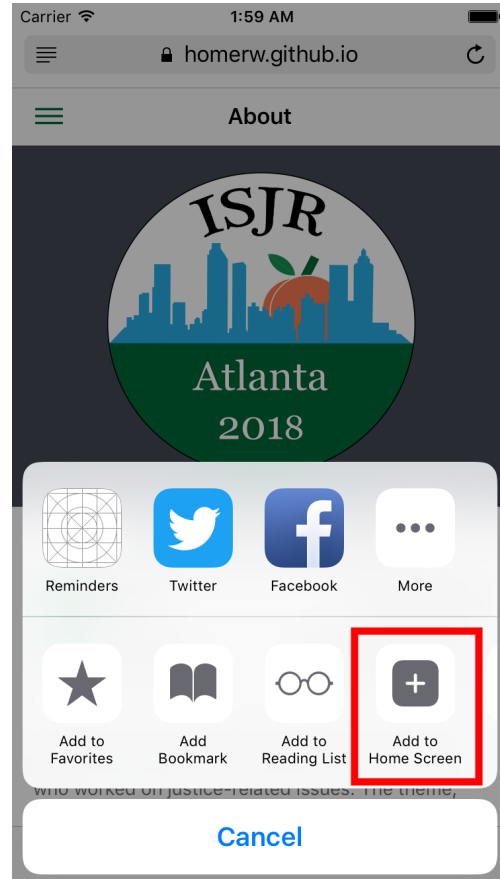 Carrier 1:59 AM
homerw.github.io
About
ISJR
Atlanta
2018
Reminders Twitter Facebook More
Add to Favorites Add Bookmark Add to Reading List Add to Home Screen
who worked on justice-related issues. The theme,
Cancel